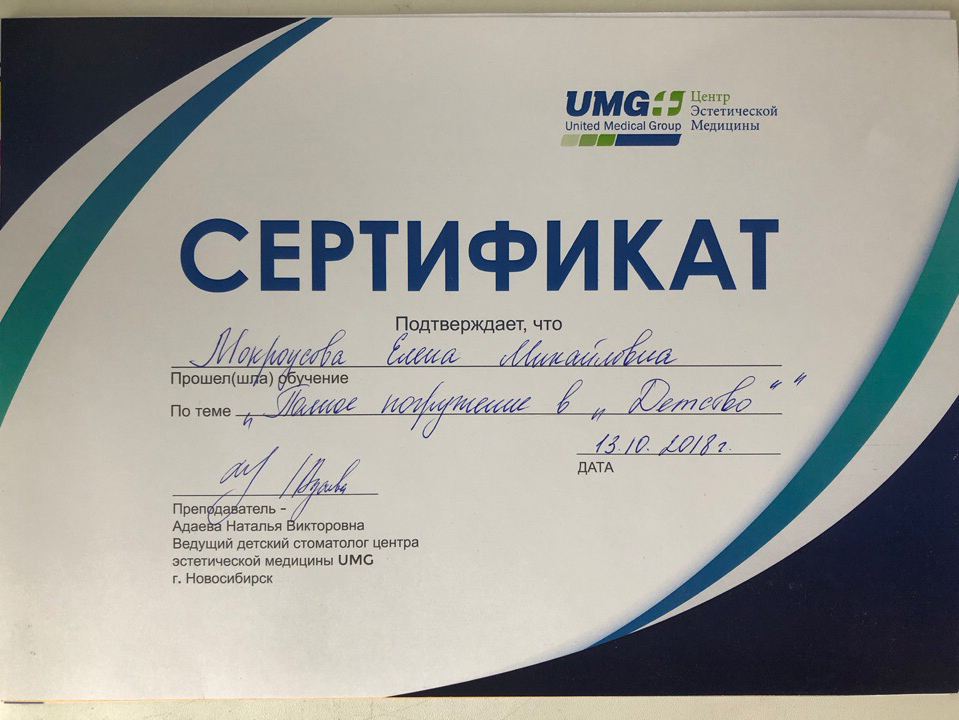 UMG
United Medical Group
Центр
Эстетической
Медицины
СЕРТИФИКАТ
Подтверждает, что
Мокроусова Елена Михайловна
Прошел(шла) обучение
По теме „Полное погружение в „Детство" "
13.10.2018г.
ДАТА
/Адаева
Преподаватель -
Адаева Наталья Викторовна
Ведущий детский стоматолог центра
эстетической медицины UMG
г. Новосибирск